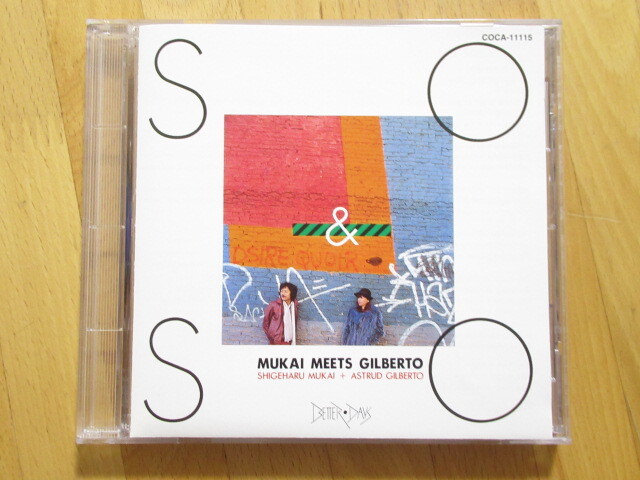 COCA-11115
S O
&
S O
MUKAI MEETS GILBERTO
SHIGEHARU MUKAI + ASTRUD GILBERTO
BETTER•DAYS